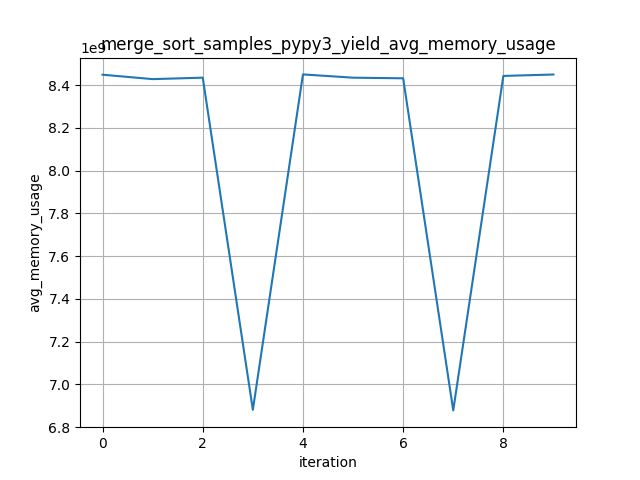 merge_sort_samples_pypy3_yield_avg_memory_usage
1e9
8.4
8.2
8.0
7.8
7.6
7.4
7.2
7.0
6.8
avg_memory_usage
0 2 4 6 8
iteration